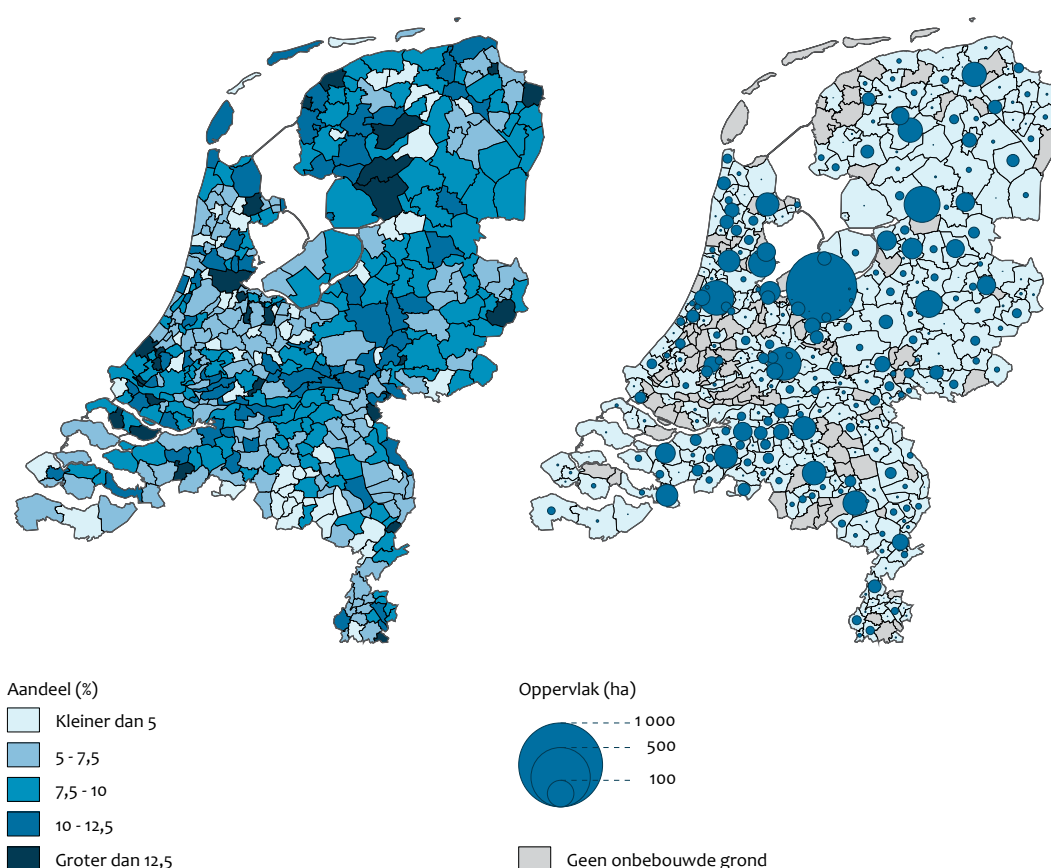 Aandeel (%)
Kleiner dan 5
5 - 7,5
7,5 - 10
10 - 12,5
Groter dan 12,5
Oppervlak (ha)
1 000
500
100
Geen onbebouwde grond